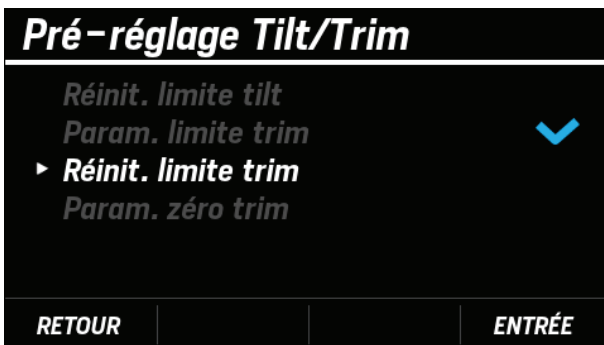 Pré-réglage Tilt/Trim
Réinit. limite tilt
Param. limite trim
Réinit. limite trim
Param. zéro trim
RETOUR ENTRÉE